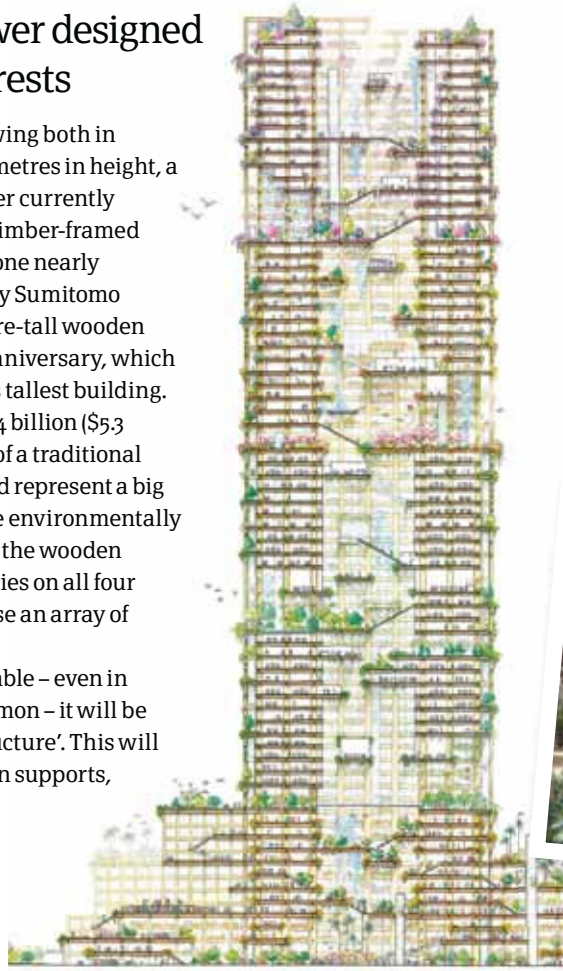 wer designed
rests
wing both in
metres in height, a
er currently
imber-framed
one nearly
y Sumitomo
re-tall wooden
niversary, which
s tallest building.
4 billion ($5.3
of a traditional
d represent a big
e environmentally
the wooden
ies on all four
se an array of
ble – even in
mon – it will be
ucture’. This will
n supports,